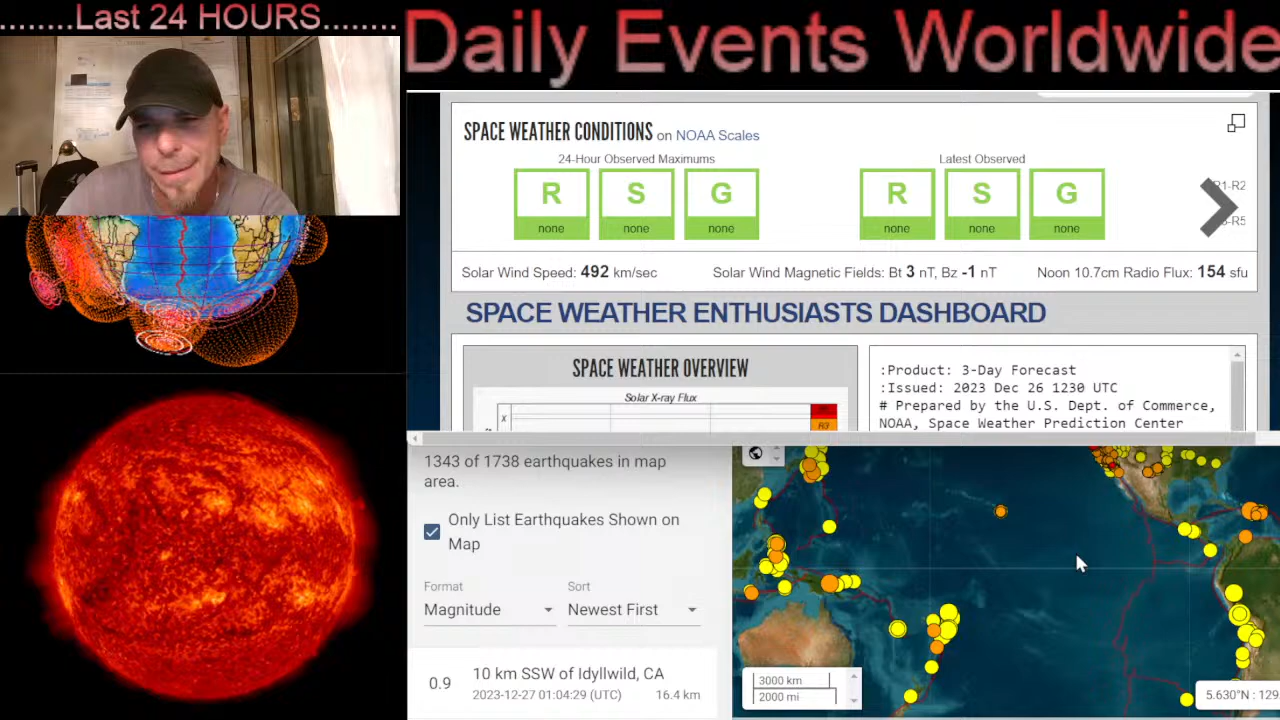 ........Last 24 HOURS........
Daily Events Worldwide
SPACE WEATHER CONDITIONS on NOAA Scales
24-Hour Observed Maximums
Latest Observed
R S G
R S G
R1-R2
none none none
none none none
R3-R5
Solar Wind Speed: 492 km/sec
Solar Wind Magnetic Fields: Bt 3 nT, Bz -1 nT
Noon 10.7cm Radio Flux: 154 sfu
SPACE WEATHER ENTHUSIASTS DASHBOARD
SPACE WEATHER OVERVIEW
Solar X-ray Flux
X
R3
:Product: 3-Day Forecast
:Issued: 2023 Dec 26 1230 UTC
# Prepared by the U.S. Dept. of Commerce,
NOAA, Space Weather Prediction Center
1343 of 1738 earthquakes in map
area.
Only List Earthquakes Shown on
Map
Format
Magnitude
Sort
Newest First
0.9
10 km SSW of Idyllwild, CA
2023-12-27 01:04:29 (UTC)
16.4 km
3000 km
2000 mi
5.630°N : 129